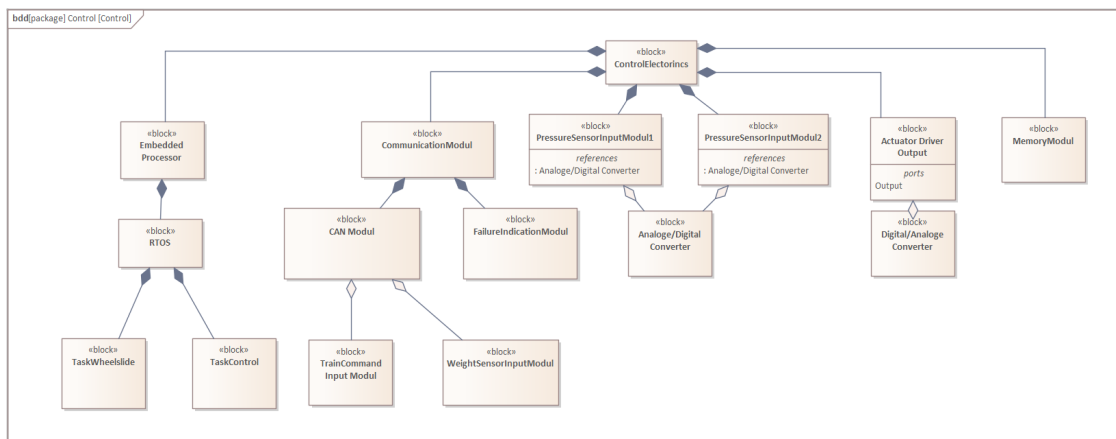 bdd[package] Control [Control]
«block»
ControlElectorincs
«block»
Embedded
Processor
«block»
CommunicationModul
«block»
PressureSensorInputModul1
references
: Analoge/Digital Converter
«block»
PressureSensorInputModul2
references
: Analoge/Digital Converter
«block»
Actuator Driver
Output
ports
Output
«block»
MemoryModul
«block»
RTOS
«block»
CAN Modul
«block»
FailureIndicationModul
«block»
Analoge/Digital
Converter
«block»
Digital/Analoge
Converter
«block»
TaskWheelslide
«block»
TaskControl
«block»
TrainCommand
Input Modul
«block»
WeightSensorInputModul